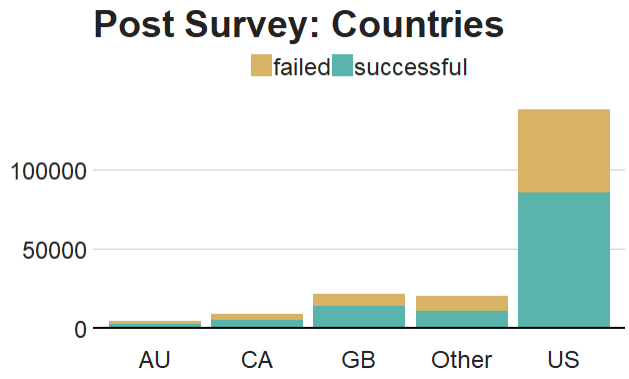 Post Survey: Countries
failed successful
100000
50000
0
AU CA GB Other US